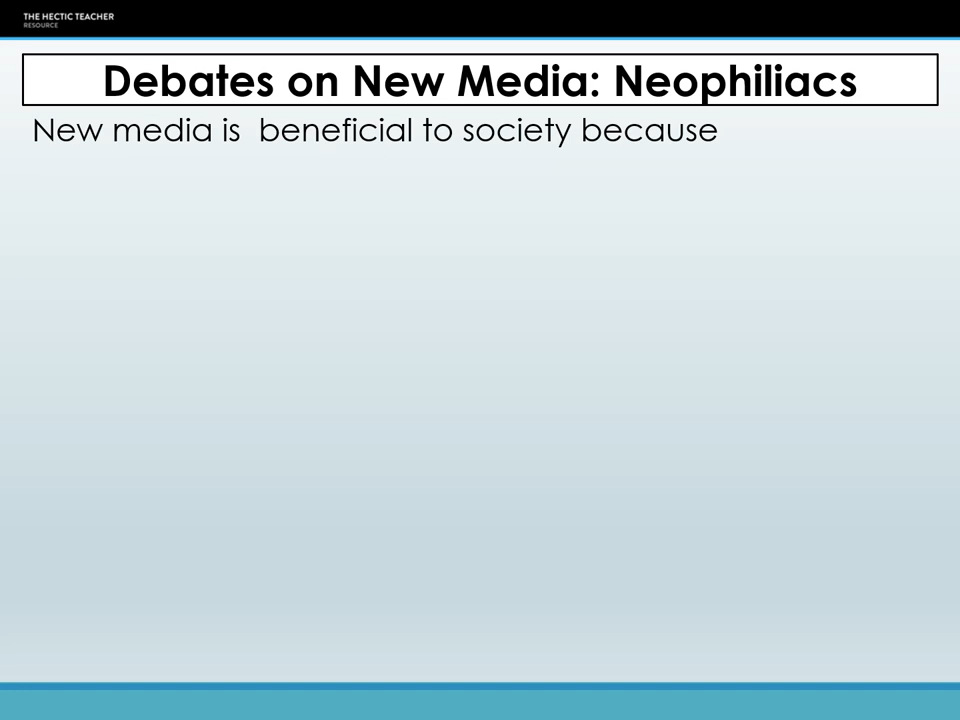 THE HECTIC TEACHER
RESOURCE
Debates on New Media: Neophiliacs
New media is  beneficial to society because